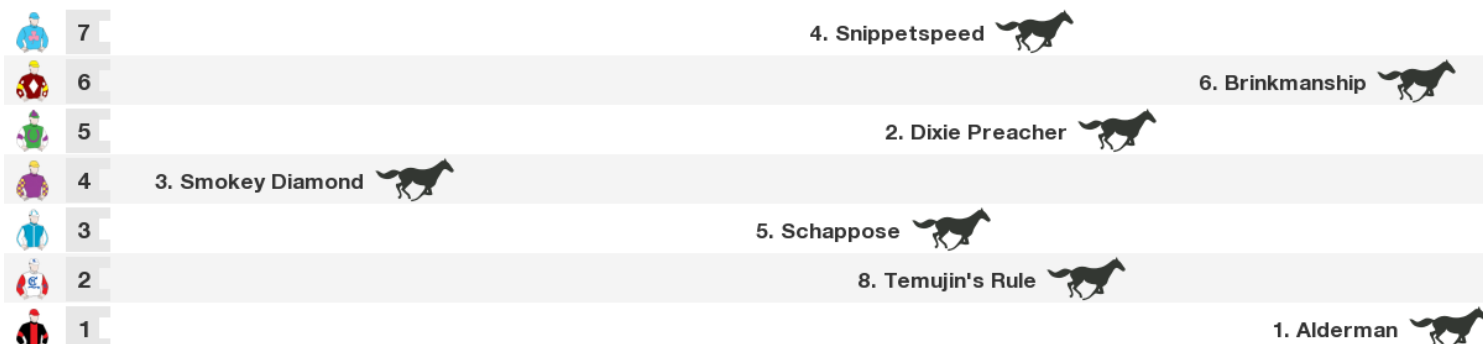 7 4. Snippetspeed
6 6. Brinkmanship
5 2. Dixie Preacher
4 3. Smokey Diamond
3 5. Schappose
2 8. Temujin's Rule
1 1. Alderman